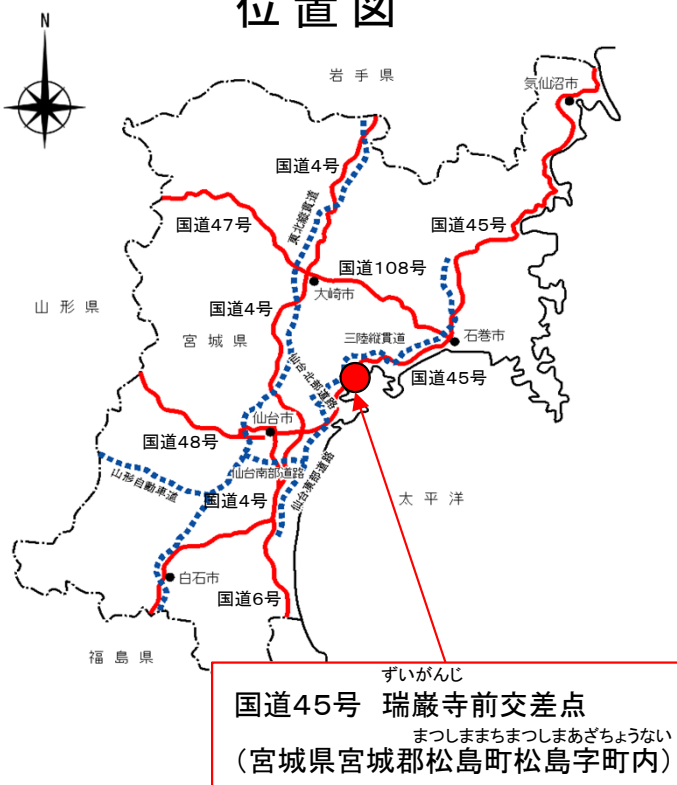 位置図
N
岩手県
気仙沼市
国道4号
東北縦貫道
国道47号
国道45号
国道108号
大崎市
国道4号
山形県
宮城県
三陸縦貫道
石巻市
仙台北部道路
国道45号
仙台市
国道48号
仙台南部道路
山形自動車道
国道4号
仙台東部道路
太平洋
白石市
国道6号
福島県
ずいがんじ
国道45号 瑞巌寺前交差点
まつしままちまつしまあざちょうない
(宮城県宮城郡松島町松島字町内)